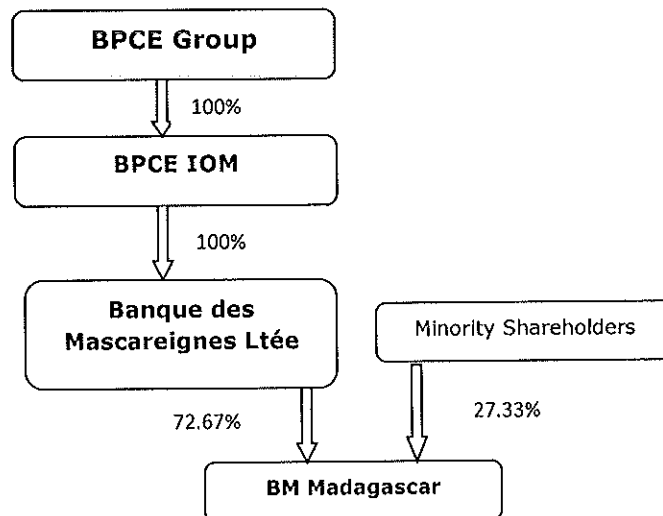 BPCE Group
100%
BPCE IOM
100%
Banque des
Mascareignes Ltée
Minority Shareholders
72.67%
27.33%
BM Madagascar